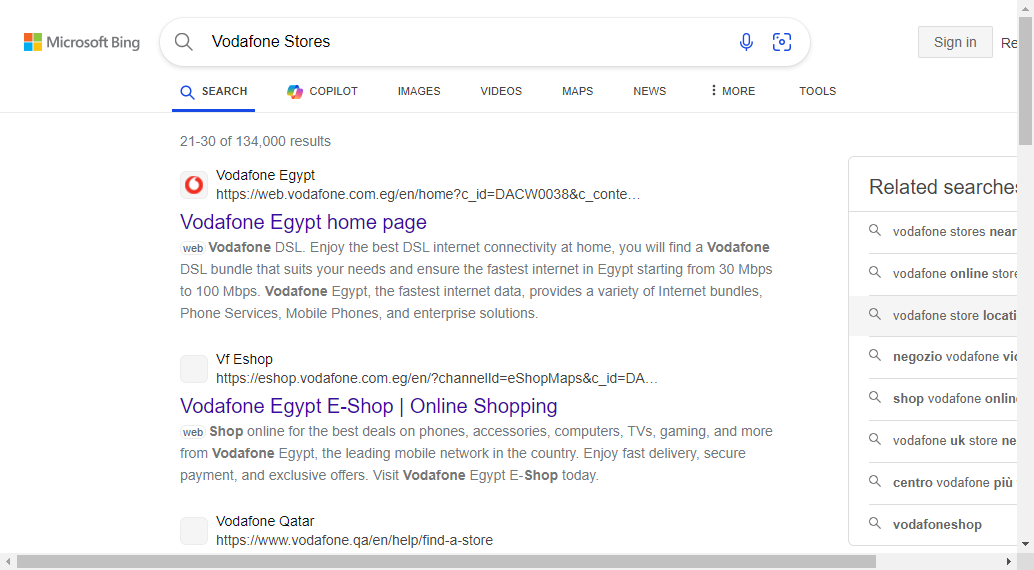 Microsoft Bing
Vodafone Stores
Sign in
Re
SEARCH
COPILOT
IMAGES
VIDEOS
MAPS
NEWS
MORE
TOOLS
21-30 of 134,000 results
Vodafone Egypt
https://web.vodafone.com.eg/en/home?c_id=DACW0038&c_conte…
Vodafone Egypt home page
web Vodafone DSL. Enjoy the best DSL internet connectivity at home, you will find a Vodafone
DSL bundle that suits your needs and ensure the fastest internet in Egypt starting from 30 Mbps
to 100 Mbps. Vodafone Egypt, the fastest internet data, provides a variety of Internet bundles,
Phone Services, Mobile Phones, and enterprise solutions.
Vf Eshop
https://eshop.vodafone.com.eg/en/?channelId=eShopMaps&c_id=DA…
Vodafone Egypt E-Shop | Online Shopping
web Shop online for the best deals on phones, accessories, computers, TVs, gaming, and more
from Vodafone Egypt, the leading mobile network in the country. Enjoy fast delivery, secure
payment, and exclusive offers. Visit Vodafone Egypt E-Shop today.
Vodafone Qatar
https://www.vodafone.qa/en/help/find-a-store
Related searches
vodafone stores near
vodafone online store
vodafone store locati
negozio vodafone vic
shop vodafone onlin
vodafone uk store ne
centro vodafone più
vodafoneshop